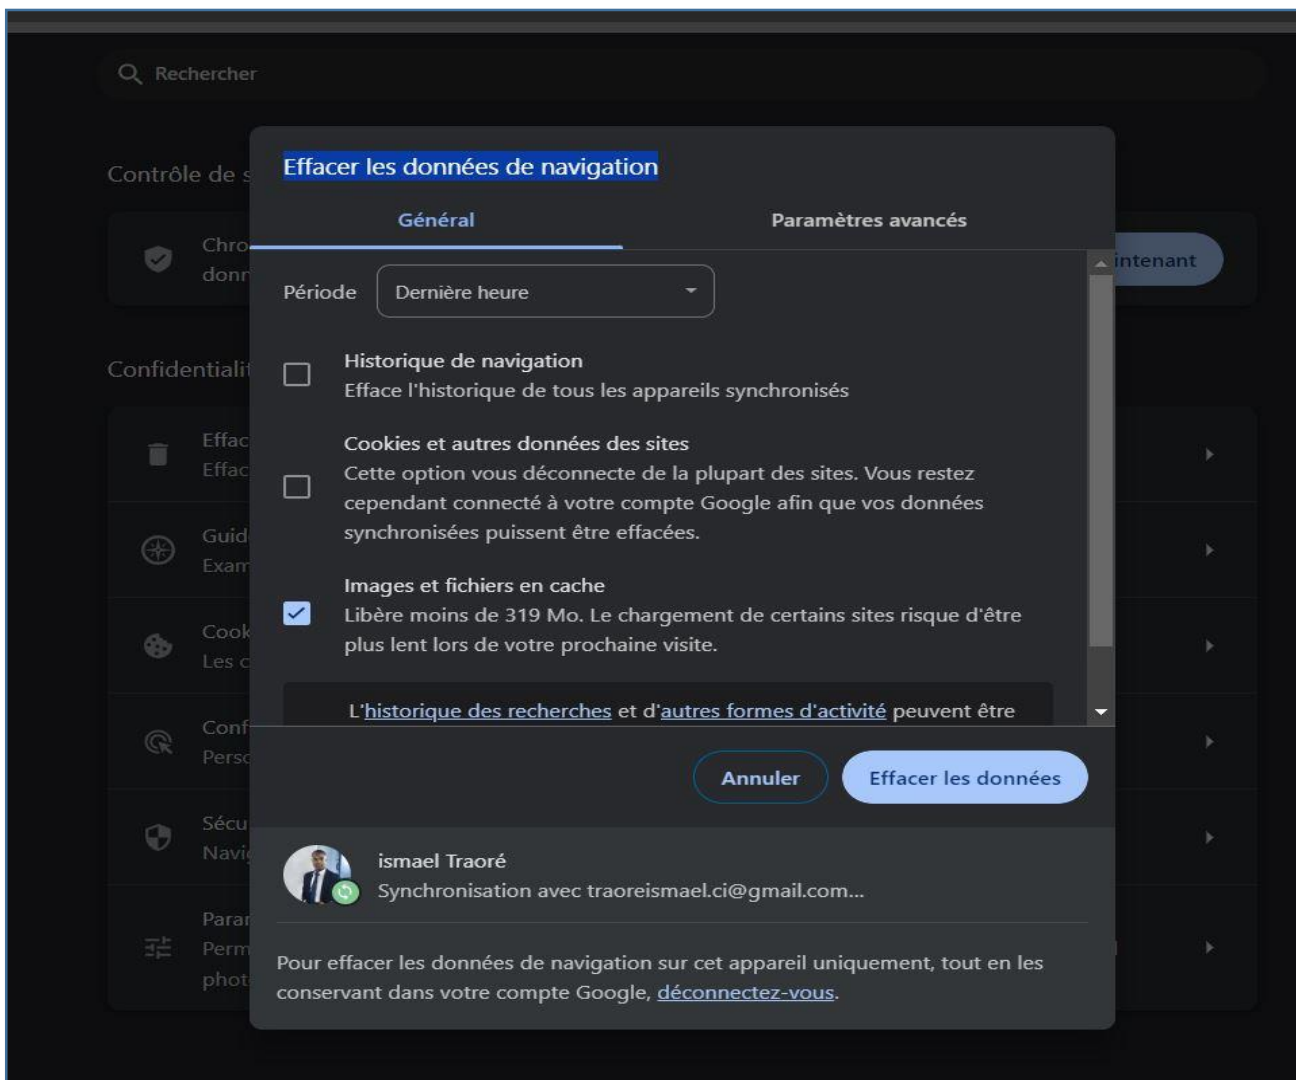 Rechercher
Contrôle de s
Effacer les données de navigation
Général
Paramètres avancés
Chro
donn
intenant
Période
Dernière heure
Confidentialit
Historique de navigation
Efface l'historique de tous les appareils synchronisés
Effac
Effac
Cookies et autres données des sites
Cette option vous déconnecte de la plupart des sites. Vous restez
cependant connecté à votre compte Google afin que vos données
synchronisées puissent être effacées.
Guid
Exam
Images et fichiers en cache
Libère moins de 319 Mo. Le chargement de certains sites risque d'être
plus lent lors de votre prochaine visite.
Cook
Les c
L'historique des recherches et d'autres formes d'activité peuvent être
Conf
Perso
Annuler
Effacer les données
Sécu
Navig
ismael Traoré
Synchronisation avec traoreismael.ci@gmail.com...
Parar
Perm
phot
Pour effacer les données de navigation sur cet appareil uniquement, tout en les
conservant dans votre compte Google, déconnectez-vous.